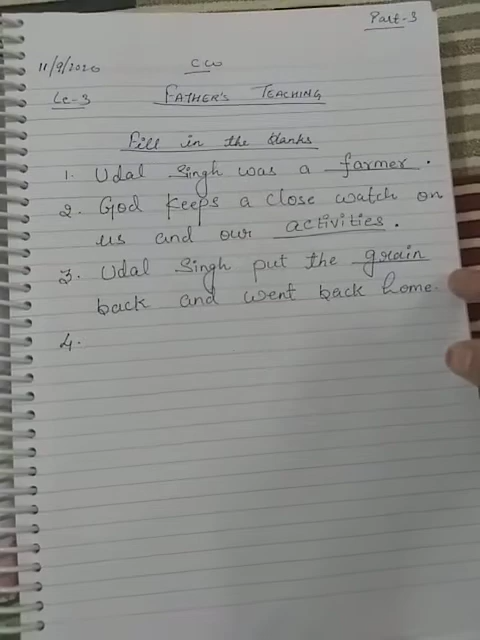 Part-3
11/9/2020 CW
Lc-3 FATHER'S TEACHING
Fill in the blanks
1. Udal Singh was a farmer.
2. God keeps a close watch on
us and our activities.
3. Udal Singh put the grain
back and went back home.
4.